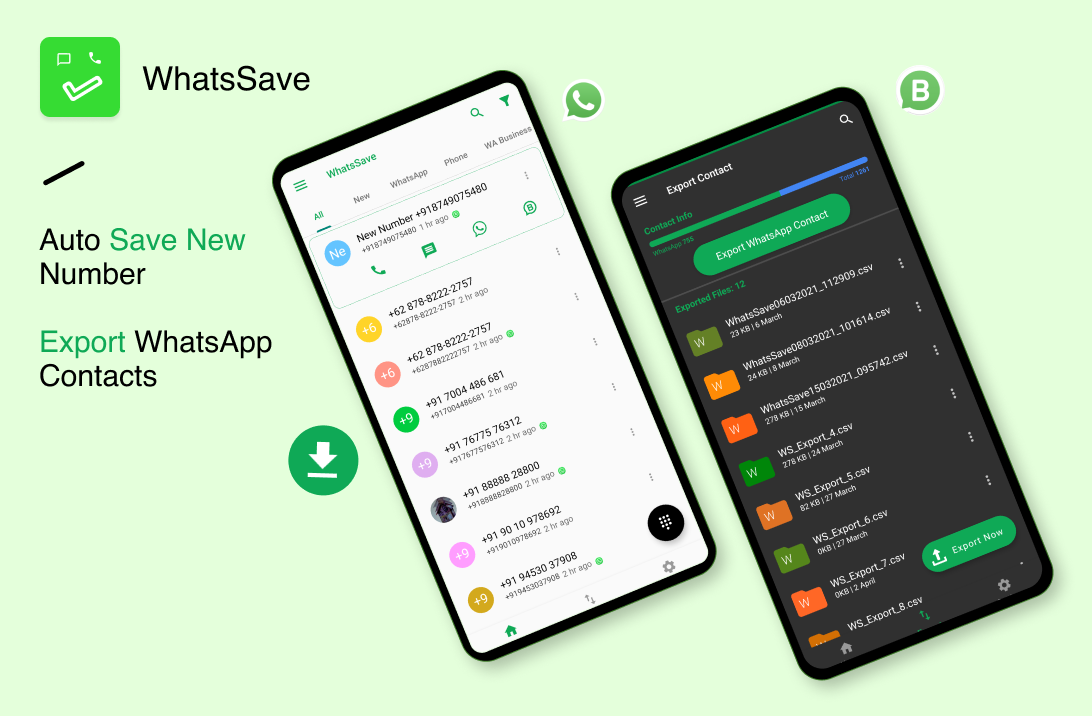 WhatsSave
Auto Save New
Number
Export WhatsApp
Contacts
WhatsSave
All New WhatsApp Phone WA Business
Ne
New Number +918749075480
+918749075480 1 hr ago
+6
+62 878-8222-2757
+62878-8222-2757 2 hr ago
+6
+62 878-8222-2757
+6287882222757 2 hr ago
+9
+91 7004 486 681
+917004486681 2 hr ago
+9
+91 76775 76312
+917677576312 2 hr ago
+91 88888 28800
+918888828800 2 hr ago
+9
+91 90 10 978692
+919010978692 2 hr ago
+9
+91 94530 37908
+919453037908 2 hr ago
B
Export Contact
Contact Info
WhatsApp 755
Total 1261
Export WhatsApp Contact
Exported Files: 12
W
WhatsSave06032021_112909.csv
23 KB | 6 March
W
WhatsSave08032021_101614.csv
24 KB | 8 March
W
WhatsSave15032021_095742.csv
278 KB | 15 March
W
WS_Export_4.csv
278 KB | 24 March
W
WS_Export_5.csv
82 KB | 27 March
W
WS_Export_6.csv
0KB | 27 March
W
WS_Export_7.csv
0KB | 2 April
W
WS_Export_8.csv
Export Now